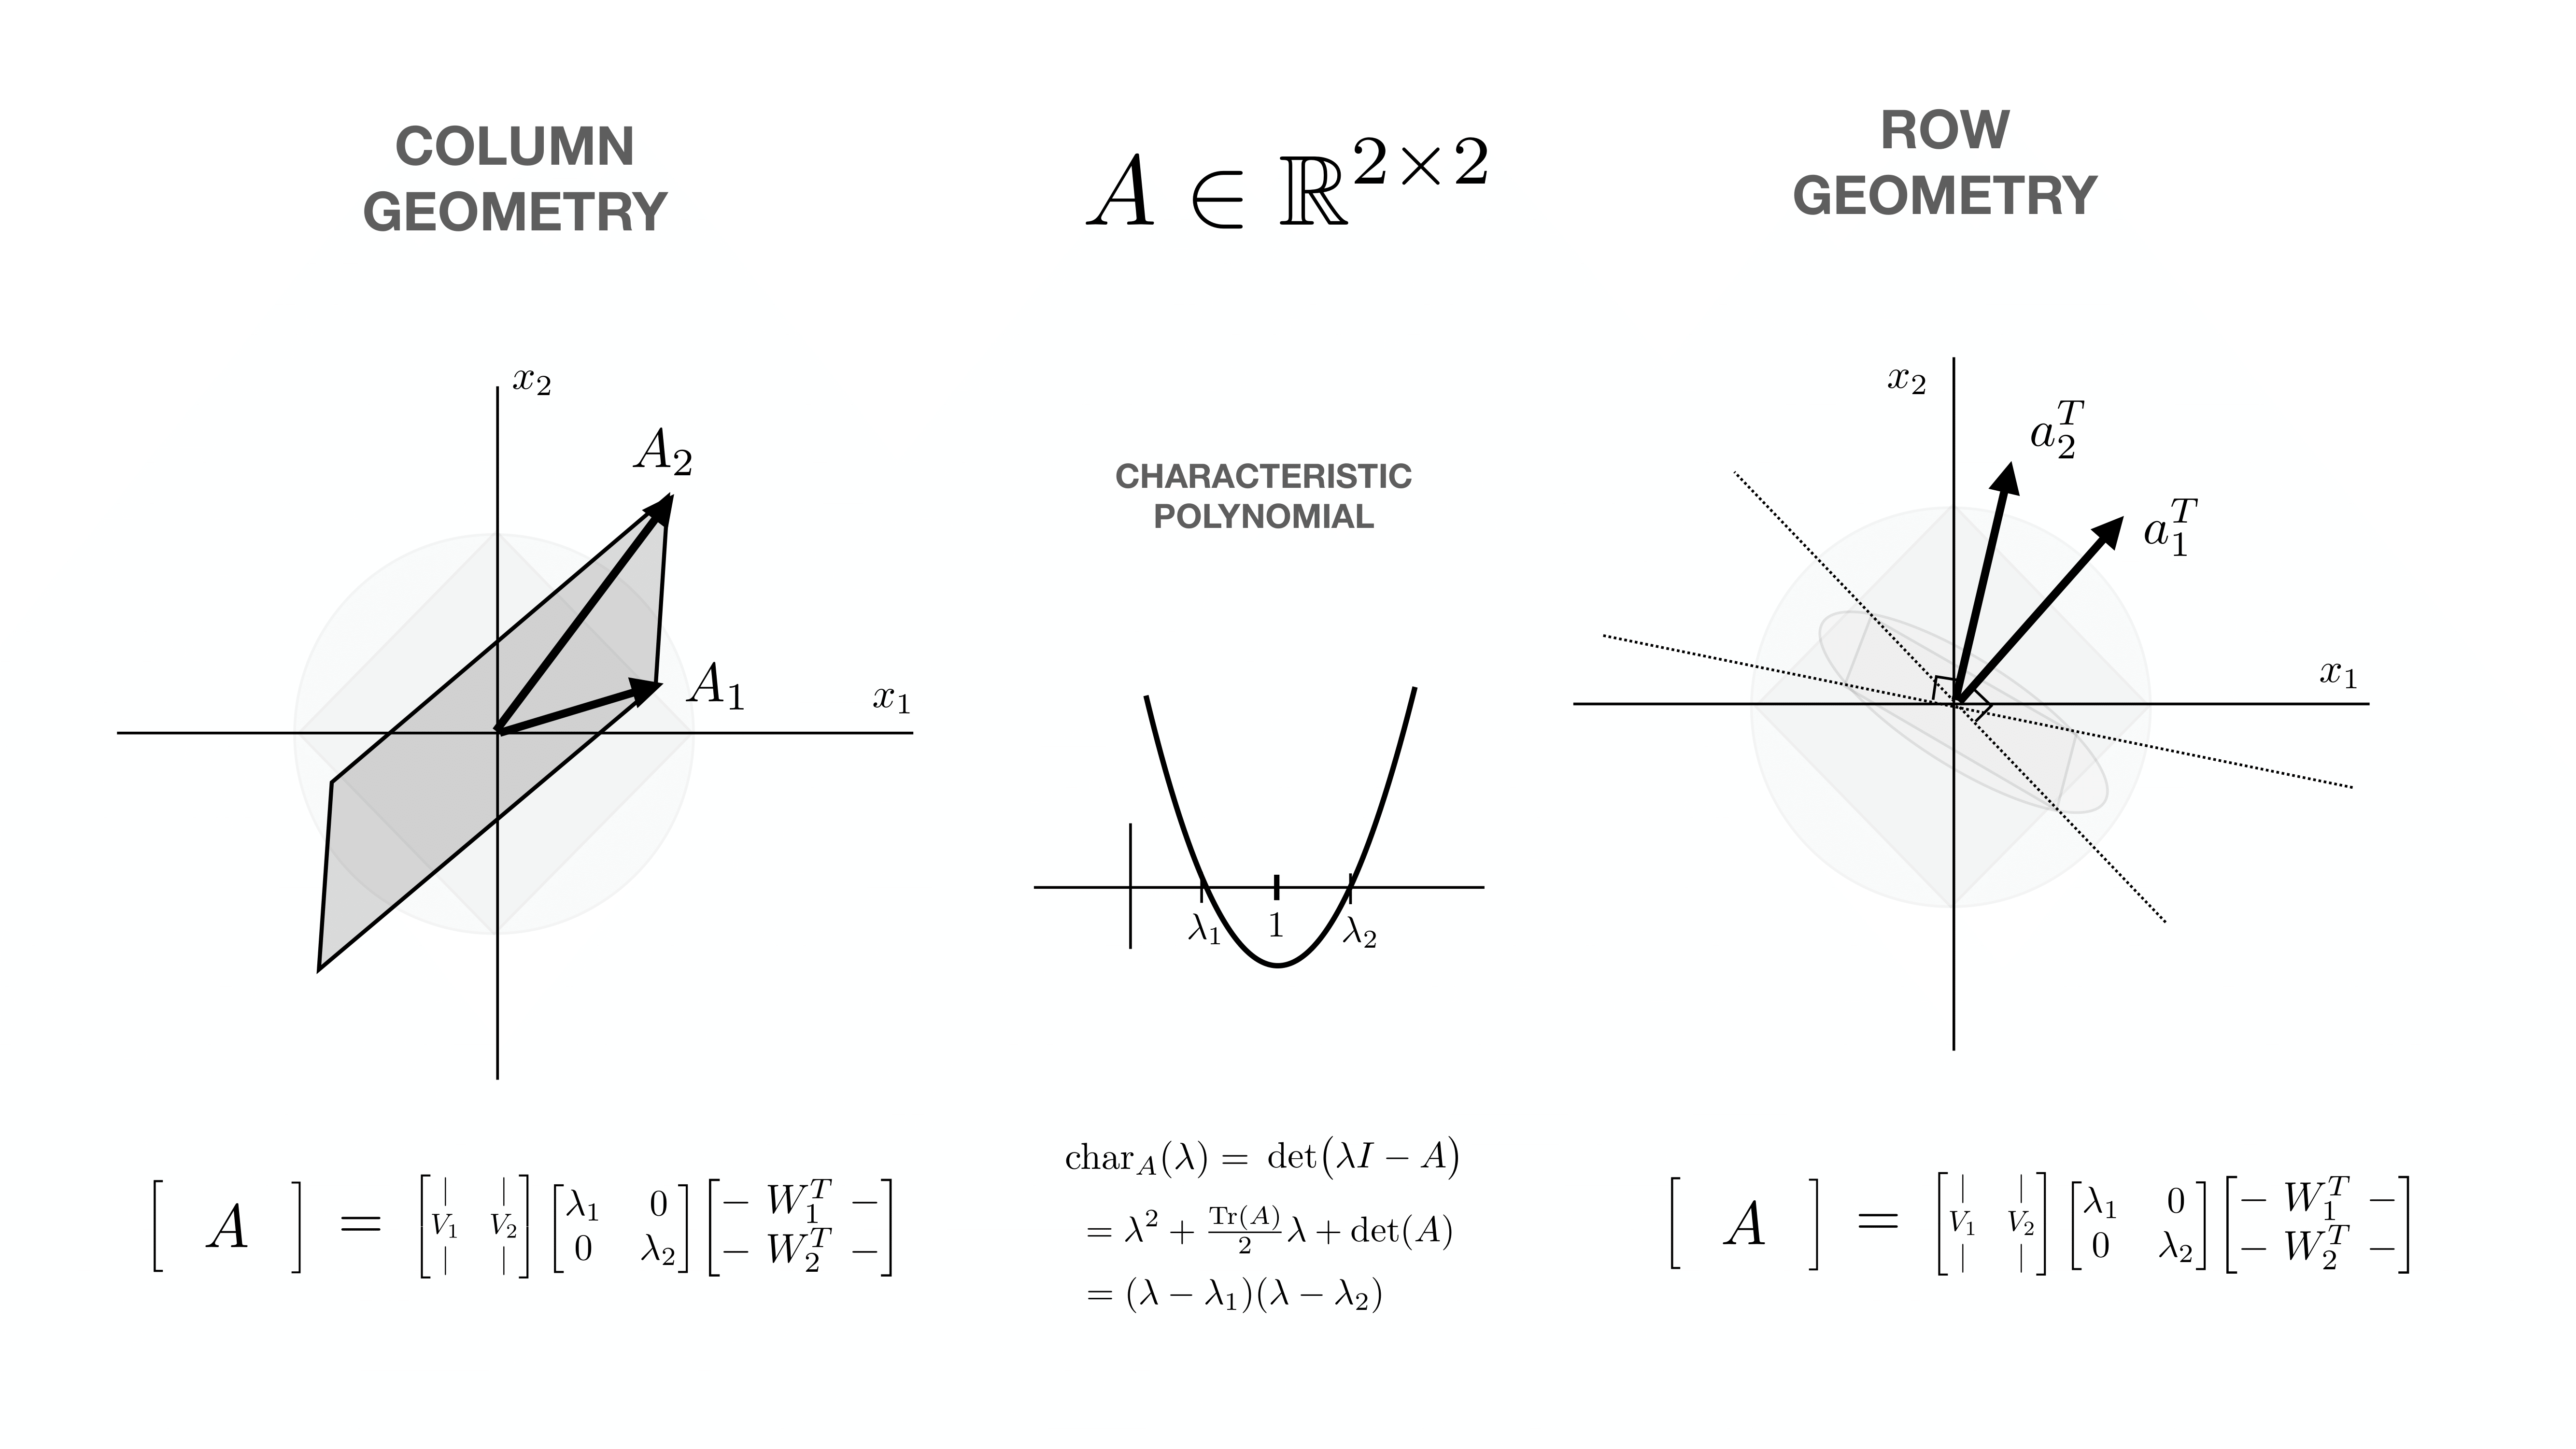 COLUMN
GEOMETRY
A ∈ ℝ^{2×2}
ROW
GEOMETRY
x_2
A_2
A_1
x_1
CHARACTERISTIC
POLYNOMIAL
λ_1
1
λ_2
x_2
a_2^T
a_1^T
x_1
[ A ] = [ | | ; V_1 V_2 ; | | ] [ λ_1 0 ; 0 λ_2 ] [ − W_1^T − ; − W_2^T − ]
char_A(λ) = det(λI − A)
= λ^2 + \frac{Tr(A)}{2}λ + det(A)
= (λ − λ_1)(λ − λ_2)
[ A ] = [ | | ; V_1 V_2 ; | | ] [ λ_1 0 ; 0 λ_2 ] [ − W_1^T − ; − W_2^T − ]